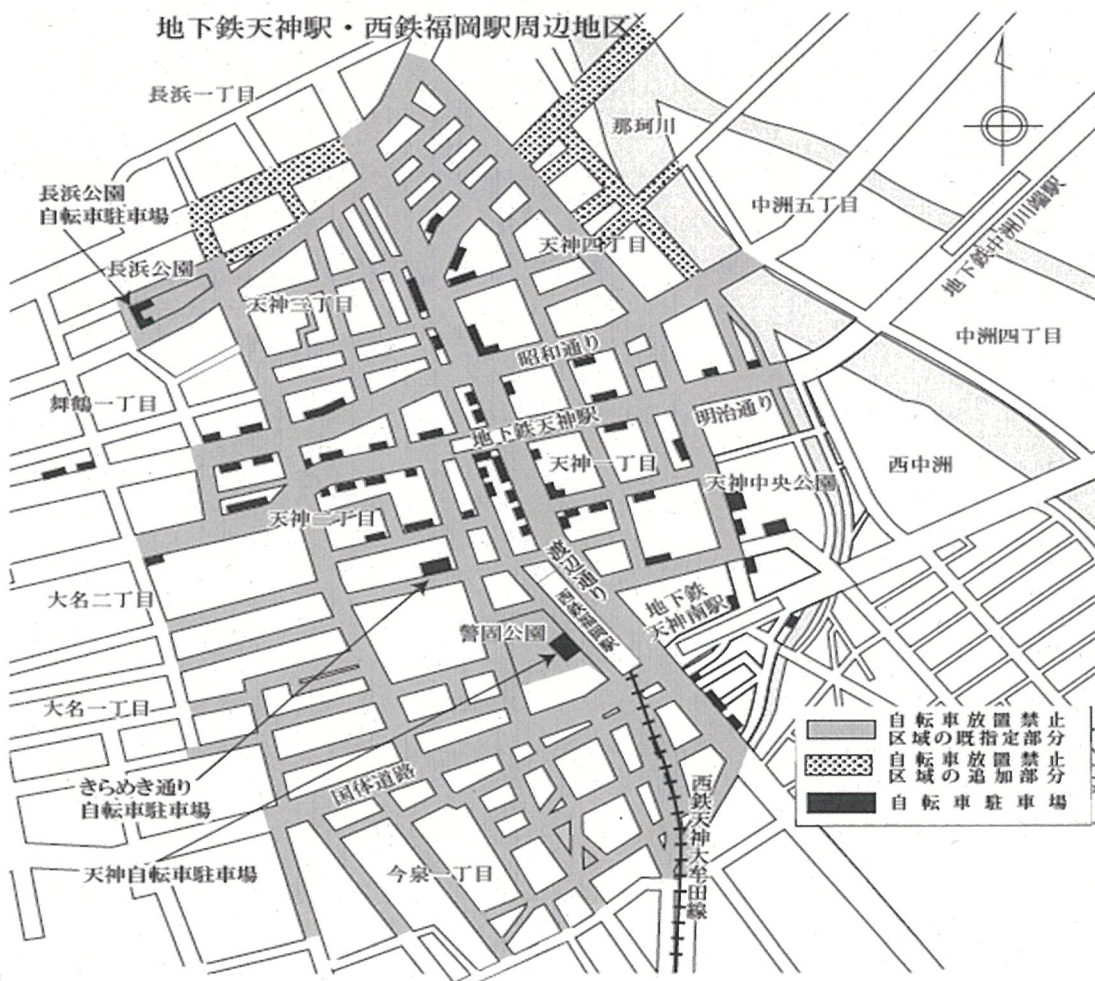 地下鉄天神駅・西鉄福岡駅周辺地区
長浜一丁目
那珂川
長浜公園
自転車駐車場
中洲五丁目
地下鉄中洲川端駅
天神四丁目
長浜公園
天神三丁目
中洲四丁目
昭和通り
舞鶴一丁目
明治通り
地下鉄天神駅
天神一丁目
西中洲
天神中央公園
天神二丁目
渡辺通り
大名二丁目
地下鉄
天神南駅
西鉄福岡駅
警固公園
大名一丁目
自転車放置禁止
区域の既指定部分
自転車放置禁止
区域の追加部分
自転車駐車場
きらめき通り
自転車駐車場
国体道路
西鉄天神大牟田線
天神自転車駐車場
今泉一丁目